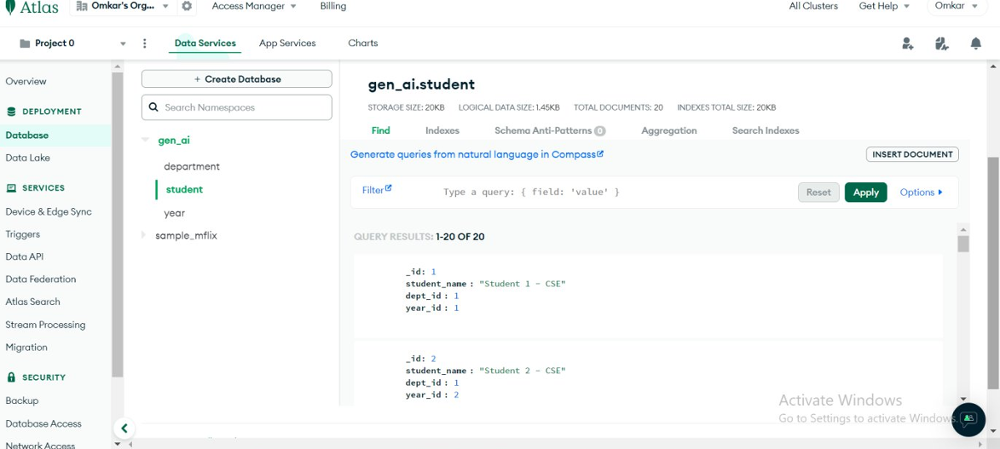 Atlas
Omkar's Org...
Access Manager
Billing
All Clusters
Get Help
Omkar
Project 0
Data Services
App Services
Charts
Overview
DEPLOYMENT
Database
Data Lake
SERVICES
Device & Edge Sync
Triggers
Data API
Data Federation
Atlas Search
Stream Processing
Migration
SECURITY
Backup
Database Access
Network Access
+ Create Database
Search Namespaces
gen_ai
department
student
year
sample_mflix
gen_ai.student
STORAGE SIZE: 20KB LOGICAL DATA SIZE: 1.45KB TOTAL DOCUMENTS: 20 INDEXES TOTAL SIZE: 20KB
Find Indexes Schema Anti-Patterns 0 Aggregation Search Indexes
Generate queries from natural language in Compass
INSERT DOCUMENT
Filter
Type a query: { field: 'value' }
Reset
Apply
Options
QUERY RESULTS: 1-20 OF 20
_id: 1
student_name : "Student 1 - CSE"
dept_id : 1
year_id : 1
_id: 2
student_name : "Student 2 - CSE"
dept_id : 1
year_id : 2
Activate Windows
Go to Settings to activate Windows.